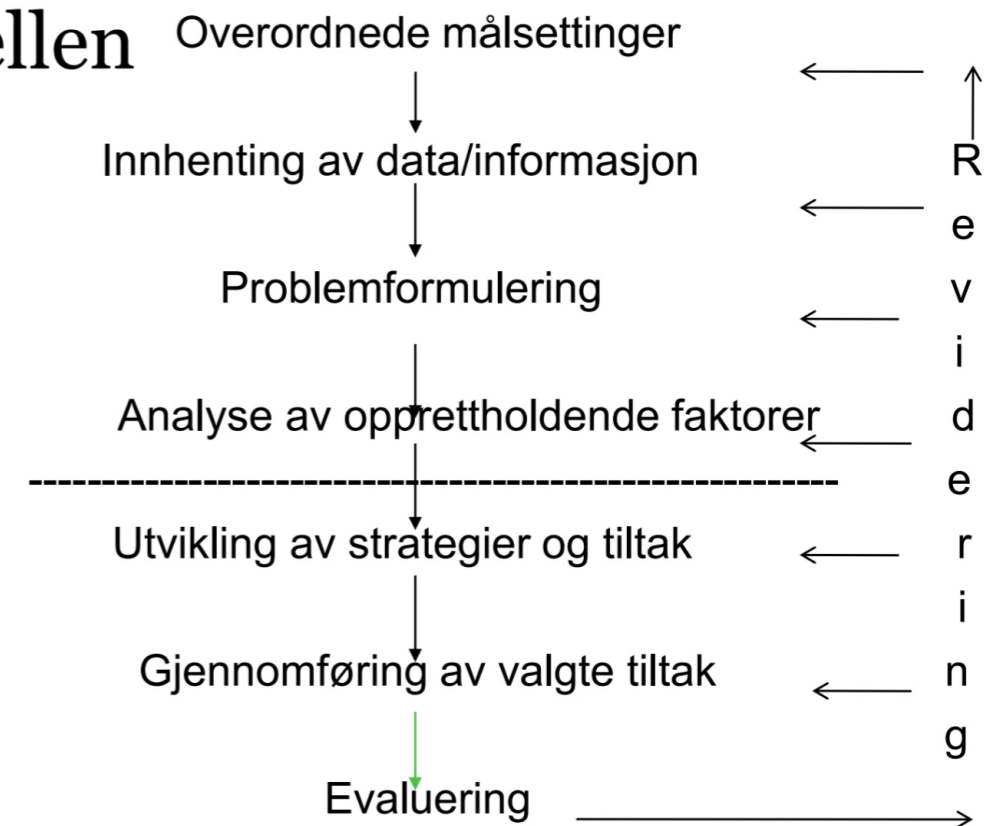 ellen
Overordnede målsettinger
Innhenting av data/informasjon
Problemformulering
Analyse av opprettholdende faktorer
Utvikling av strategier og tiltak
Gjennomføring av valgte tiltak
Evaluering
R
e
v
i
d
e
r
i
n
g